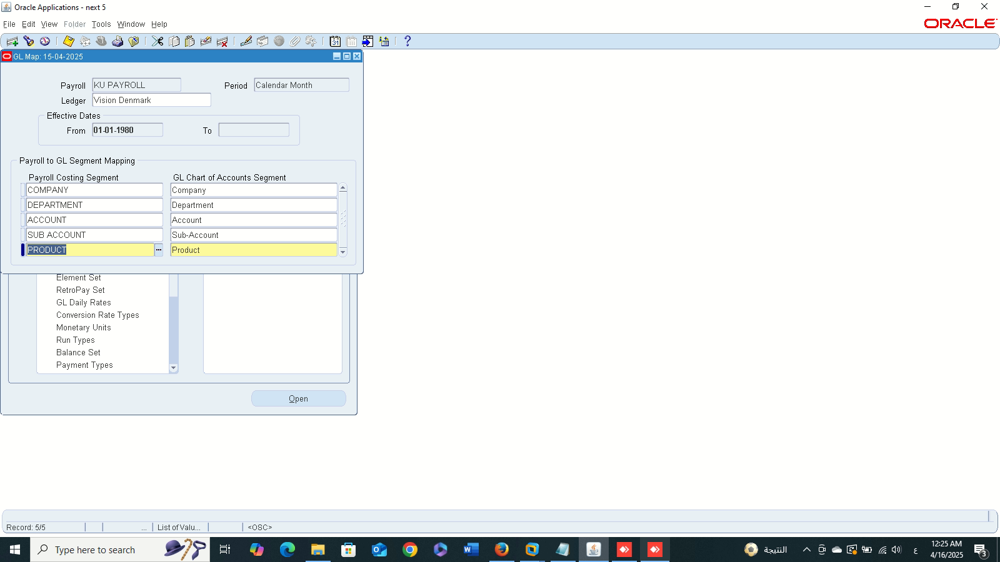 Oracle Applications - next 5
File Edit View Folder Tools Window Help
ORACLE
31
?
GL Map: 15-04-2025
Payroll KU PAYROLL Period Calendar Month
Ledger Vision Denmark
Effective Dates
From 01-01-1980 To
Payroll to GL Segment Mapping
Payroll Costing Segment GL Chart of Accounts Segment
COMPANY Company
DEPARTMENT Department
ACCOUNT Account
SUB ACCOUNT Sub-Account
PRODUCT ... Product
Element Set
RetroPay Set
GL Daily Rates
Conversion Rate Types
Monetary Units
Run Types
Balance Set
Payment Types
Open
Record: 5/5 ... List of Valu... <OSC>
Type here to search
النتيجة
ع
12:25 AM
4/16/2025
3